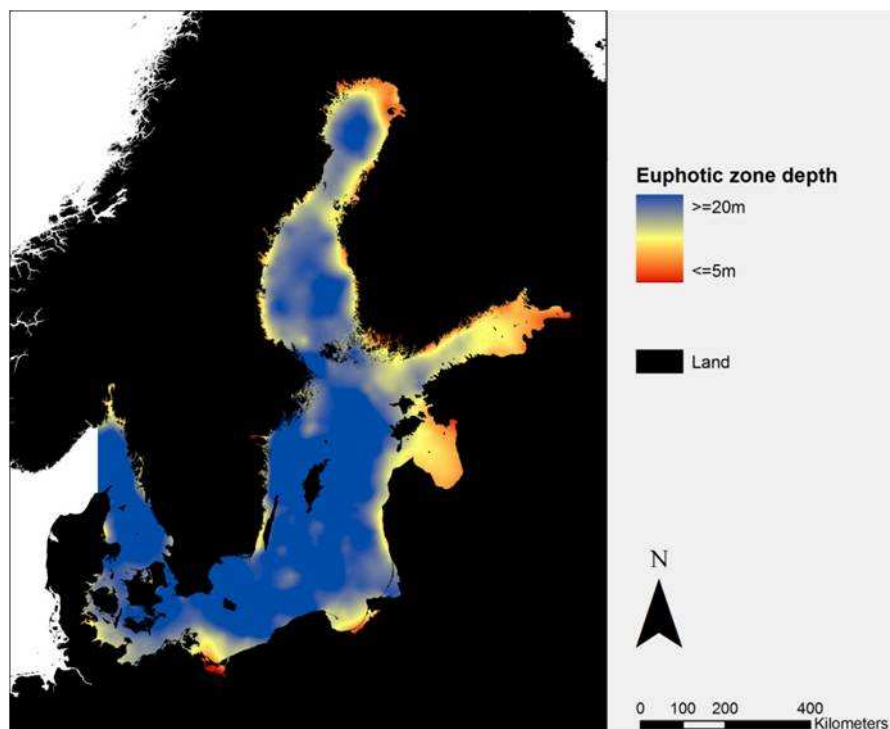 Euphotic zone depth
>=20m
<=5m
Land
N
0 100 200 400
Kilometers